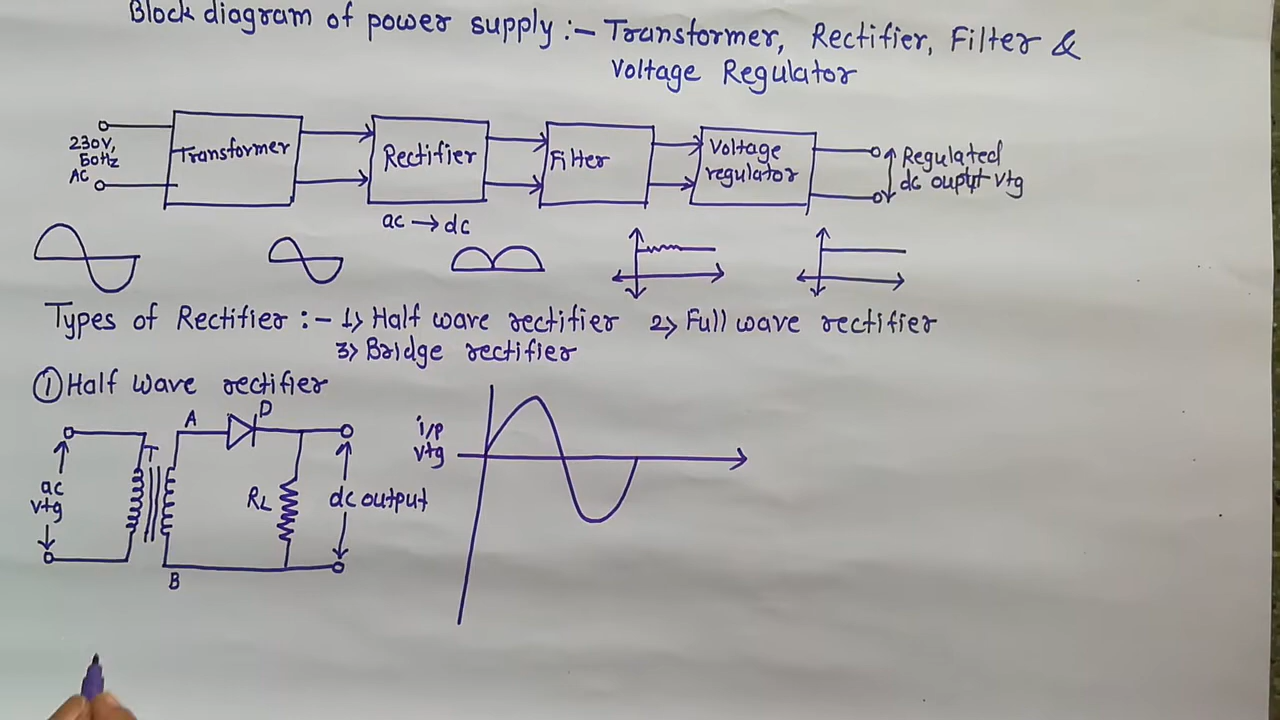 Block diagram of power supply :- Transformer, Rectifier, Filter &
Voltage Regulator
230V,
50Hz
AC
Transformer
Rectifier
Filter
Voltage
regulator
Regulated
dc ouput vtg
ac → dc
Types of Rectifier :- 1) Half wave rectifier 2) Full wave rectifier
3) Bridge rectifier
① Half wave rectifier
A
D
T
ac
vtg
RL
dc output
B
i/p
vtg